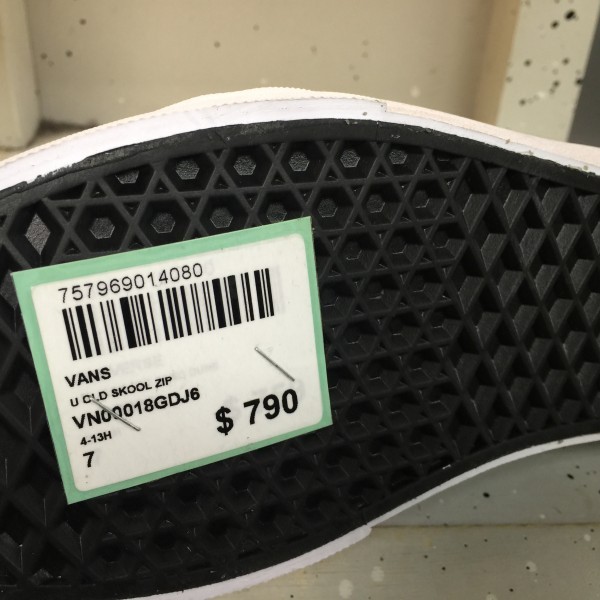 757969014080
VANS
U OLD SKOOL ZIP
VN00018GDJ6
4-13H
7
$ 790